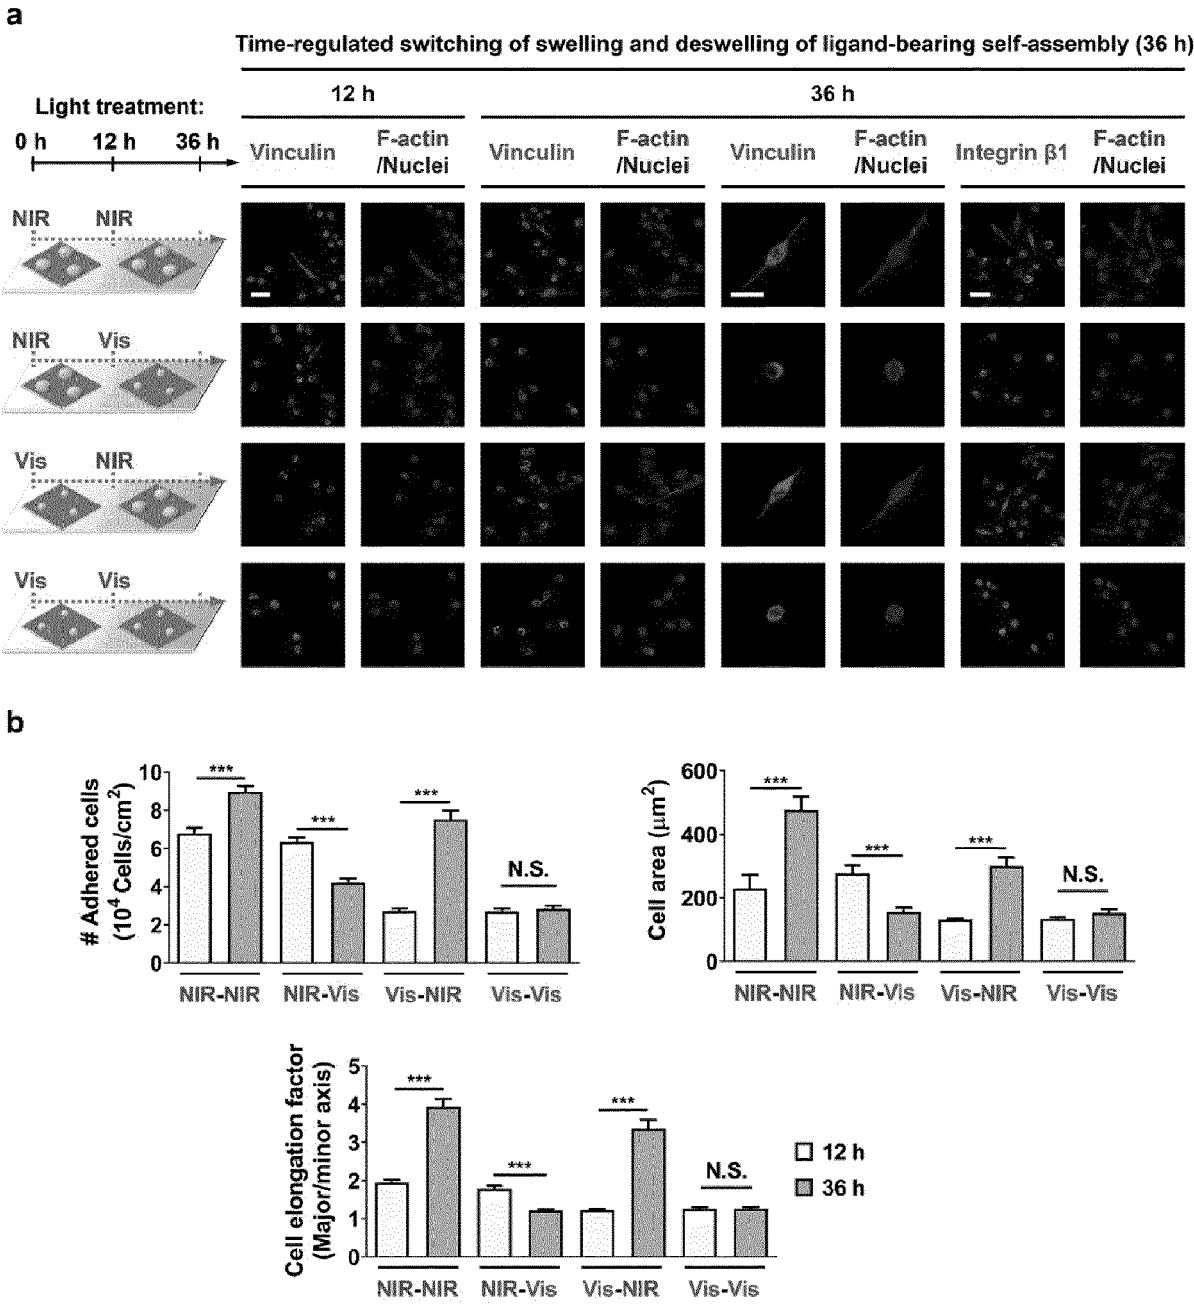 a
Time-regulated switching of swelling and deswelling of ligand-bearing self-assembly (36 h)
12 h
36 h
Light treatment:
0 h 12 h 36 h
Vinculin
F-actin
/Nuclei
Vinculin
F-actin
/Nuclei
Vinculin
F-actin
/Nuclei
Integrin β1
F-actin
/Nuclei
NIR NIR
NIR Vis
Vis NIR
Vis Vis
b
# Adhered cells
(10⁴ Cells/cm²)
10
8
6
4
2
0
***
***
***
N.S.
NIR-NIR NIR-Vis Vis-NIR Vis-Vis
Cell area (μm²)
600
400
200
0
***
***
***
N.S.
NIR-NIR NIR-Vis Vis-NIR Vis-Vis
Cell elongation factor
(Major/minor axis)
5
4
3
2
1
0
***
***
***
N.S.
NIR-NIR NIR-Vis Vis-NIR Vis-Vis
12 h
36 h